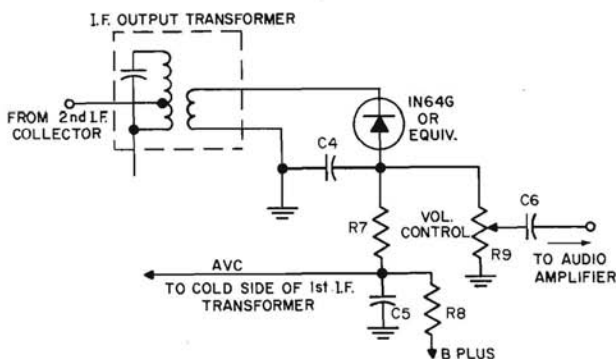 I.F. OUTPUT TRANSFORMER
FROM 2nd I.F.
COLLECTOR
IN64G
OR
EQUIV.
C4
R7
VOL.
CONTROL
R9
C6
TO AUDIO
AMPLIFIER
AVC
TO COLD SIDE OF 1st. I.F.
TRANSFORMER
C5
R8
B PLUS